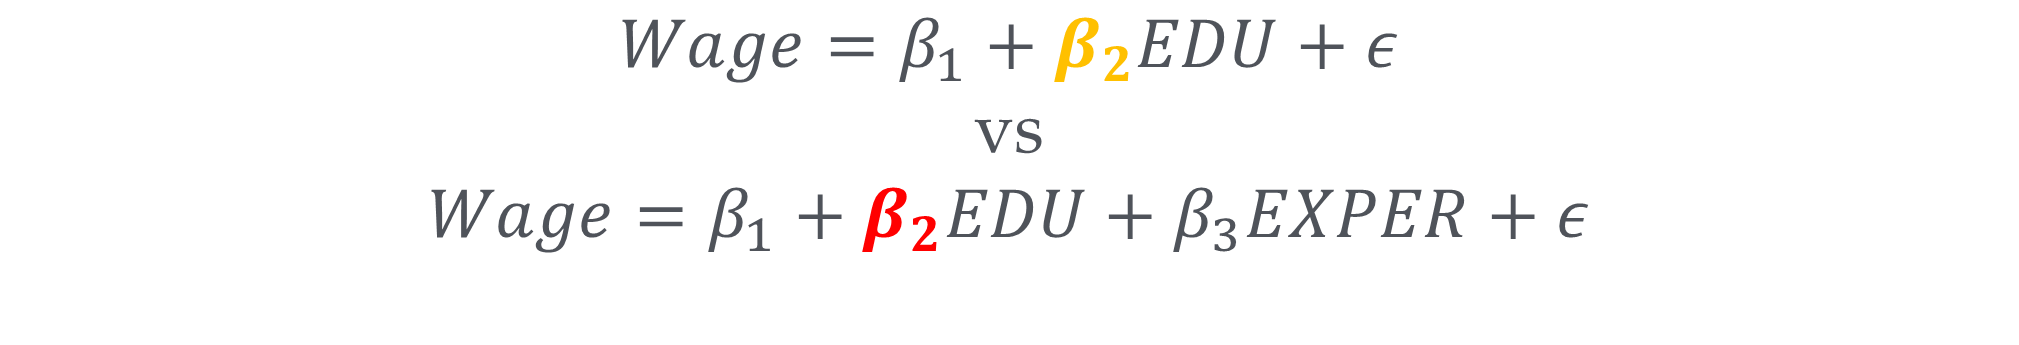 Wage = β₁ + β₂EDU + ϵ
vs
Wage = β₁ + β₂EDU + β₃EXPER + ϵ